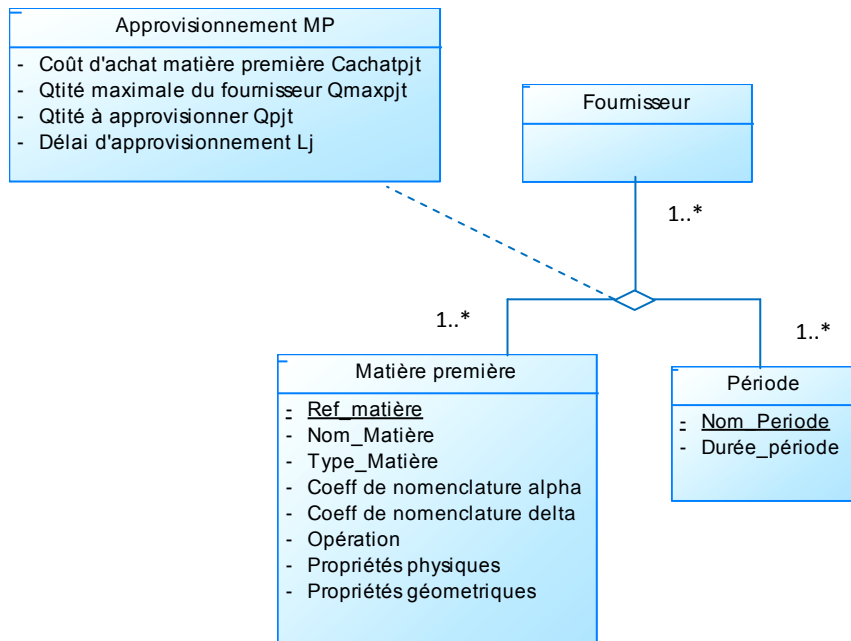 Approvisionnement MP
- Coût d'achat matière première Cachatpjt
- Qtité maximale du fournisseur Qmaxpjt
- Qtité à approvisionner Qpjt
- Délai d'approvisionnement Lj
Fournisseur
1..*
1..*
1..*
Matière première
- Ref_matière
- Nom_Matière
- Type_Matière
- Coeff de nomenclature alpha
- Coeff de nomenclature delta
- Opération
- Propriétés physiques
- Propriétés géometriques
Période
- Nom_Periode
- Durée_période